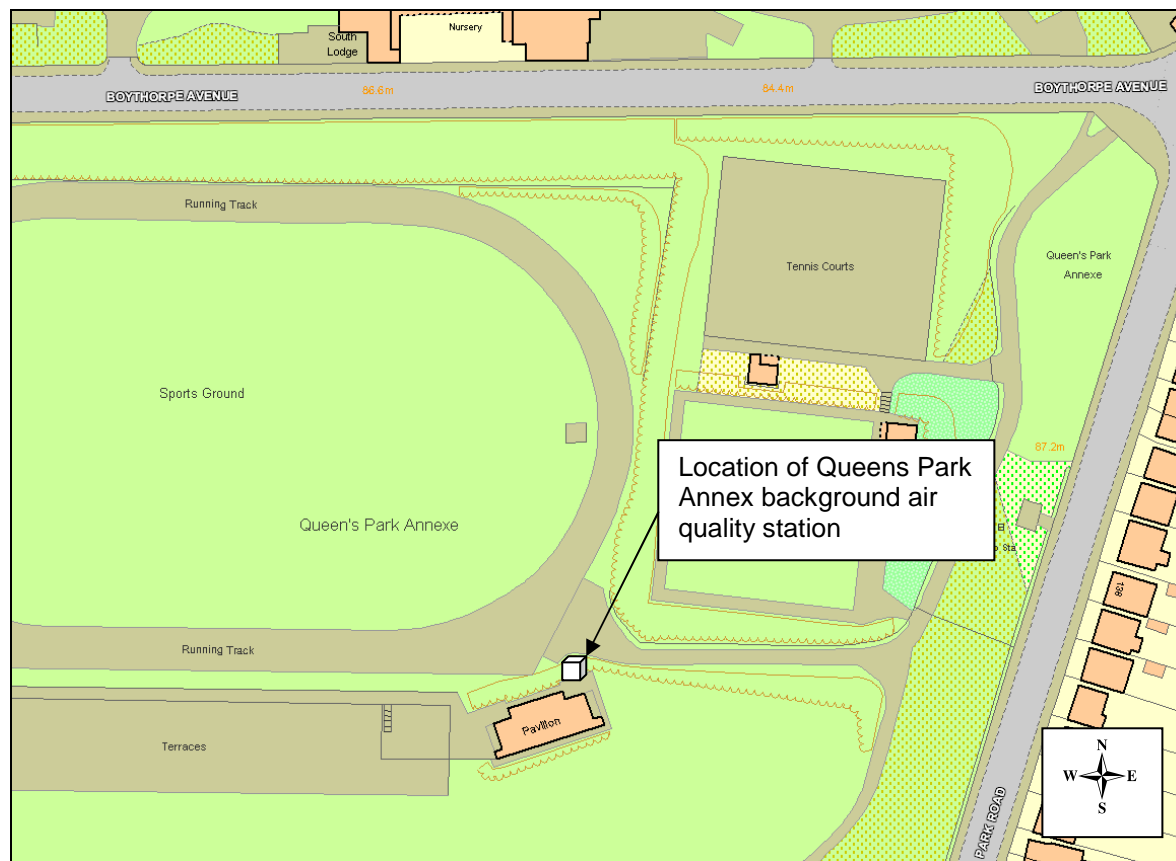 South
Lodge
Nursery
BOYTHORPE AVENUE
86.6m
84.4m
BOYTHORPE AVENUE
Running Track
Tennis Courts
Queen's Park
Annexe
Sports Ground
87.2m
Location of Queens Park
Annex background air
quality station
Queen's Park Annexe
Sta
138
Running Track
Pavilion
Terraces
N
W E
S
PARK ROAD